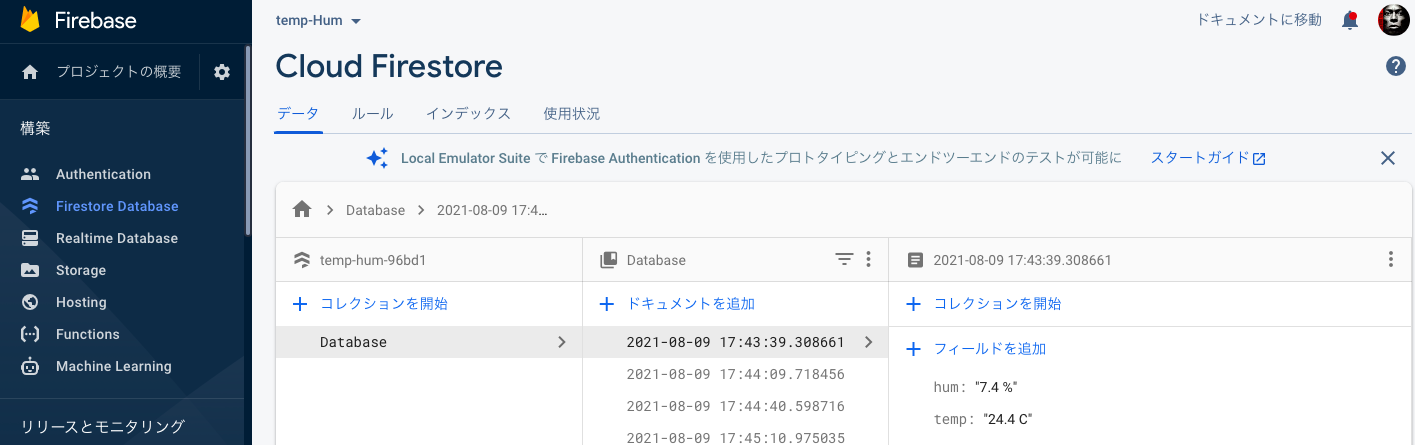 Firebase
プロジェクトの概要
構築
Authentication
Firestore Database
Realtime Database
Storage
Hosting
Functions
Machine Learning
リリースとモニタリング
temp-Hum
ドキュメントに移動
Cloud Firestore
データ ルール インデックス 使用状況
Local Emulator Suite で Firebase Authentication を使用したプロトタイピングとエンドツーエンドのテストが可能に スタートガイド
Database 2021-08-09 17:4…
temp-hum-96bd1
コレクションを開始
Database
Database
ドキュメントを追加
2021-08-09 17:43:39.308661
2021-08-09 17:44:09.718456
2021-08-09 17:44:40.598716
2021-08-09 17:45:10.975035
2021-08-09 17:43:39.308661
コレクションを開始
フィールドを追加
hum: "7.4 %"
temp: "24.4 C"